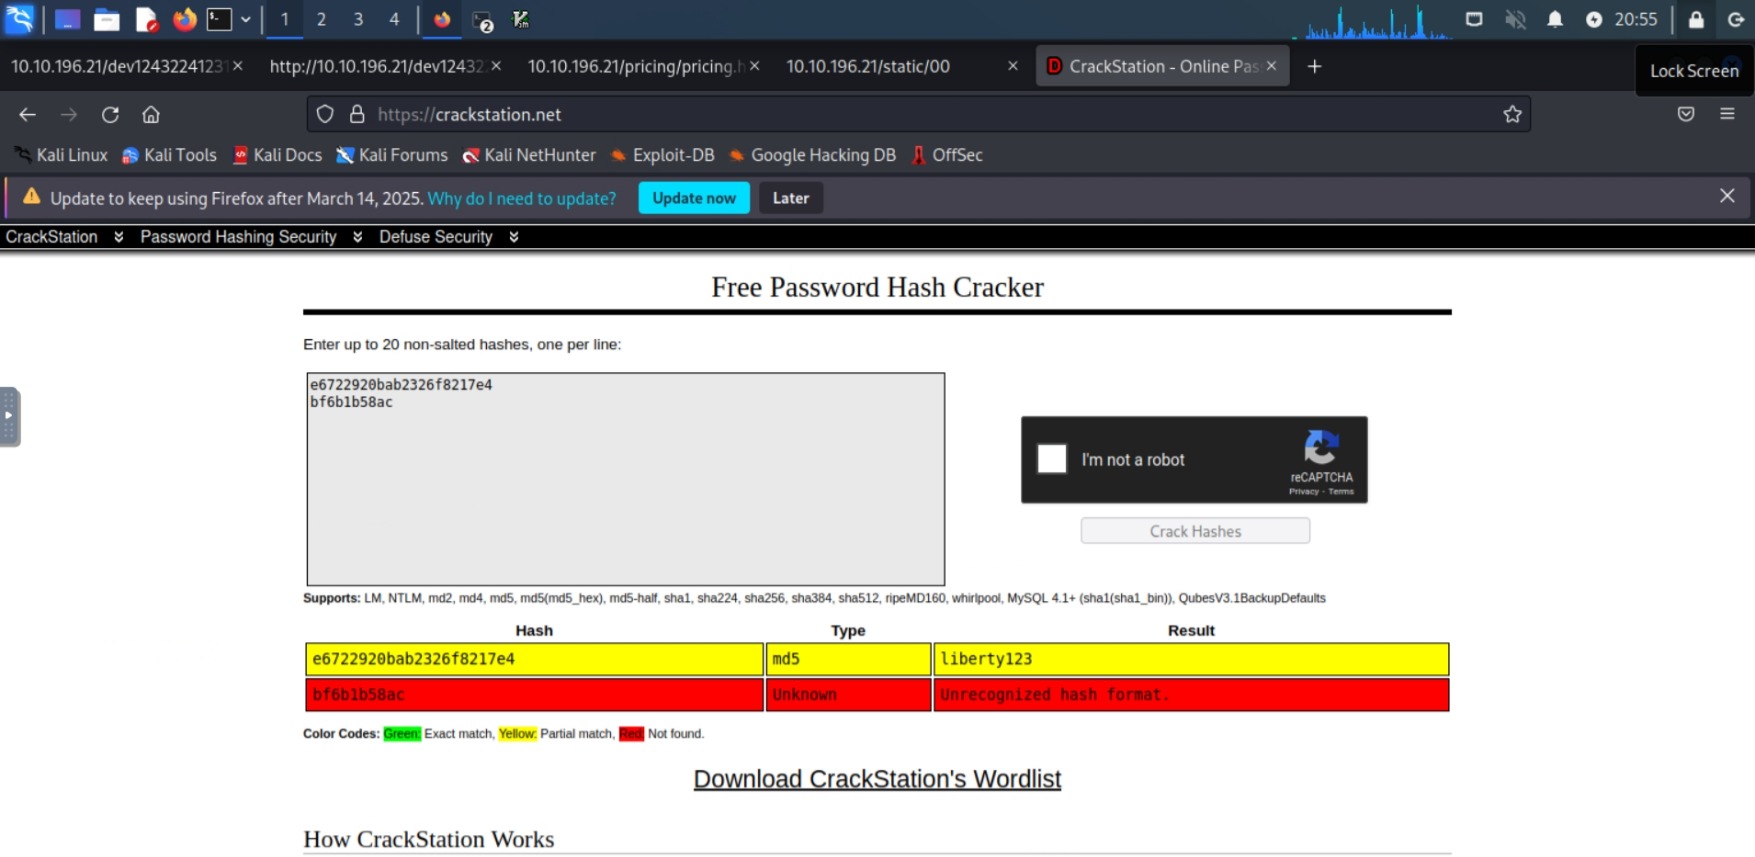 1 2 3 4 2 20:55
10.10.196.21/dev12432241231 × http://10.10.196.21/dev12432 × 10.10.196.21/pricing/pricing.h × 10.10.196.21/static/00 × CrackStation - Online Pas × +
Lock Screen
https://crackstation.net
Kali Linux Kali Tools Kali Docs Kali Forums Kali NetHunter Exploit-DB Google Hacking DB OffSec
Update to keep using Firefox after March 14, 2025. Why do I need to update? Update now Later
CrackStation Password Hashing Security Defuse Security
Free Password Hash Cracker
Enter up to 20 non-salted hashes, one per line:
e6722920bab2326f8217e4
bf6b1b58ac
I'm not a robot
reCAPTCHA
Privacy - Terms
Crack Hashes
Supports: LM, NTLM, md2, md4, md5, md5(md5_hex), md5-half, sha1, sha224, sha256, sha384, sha512, ripeMD160, whirlpool, MySQL 4.1+ (sha1(sha1_bin)), QubesV3.1BackupDefaults
Hash Type Result
e6722920bab2326f8217e4 md5 liberty123
bf6b1b58ac Unknown Unrecognized hash format.
Color Codes: Green: Exact match, Yellow: Partial match, Red: Not found.
Download CrackStation's Wordlist
How CrackStation Works